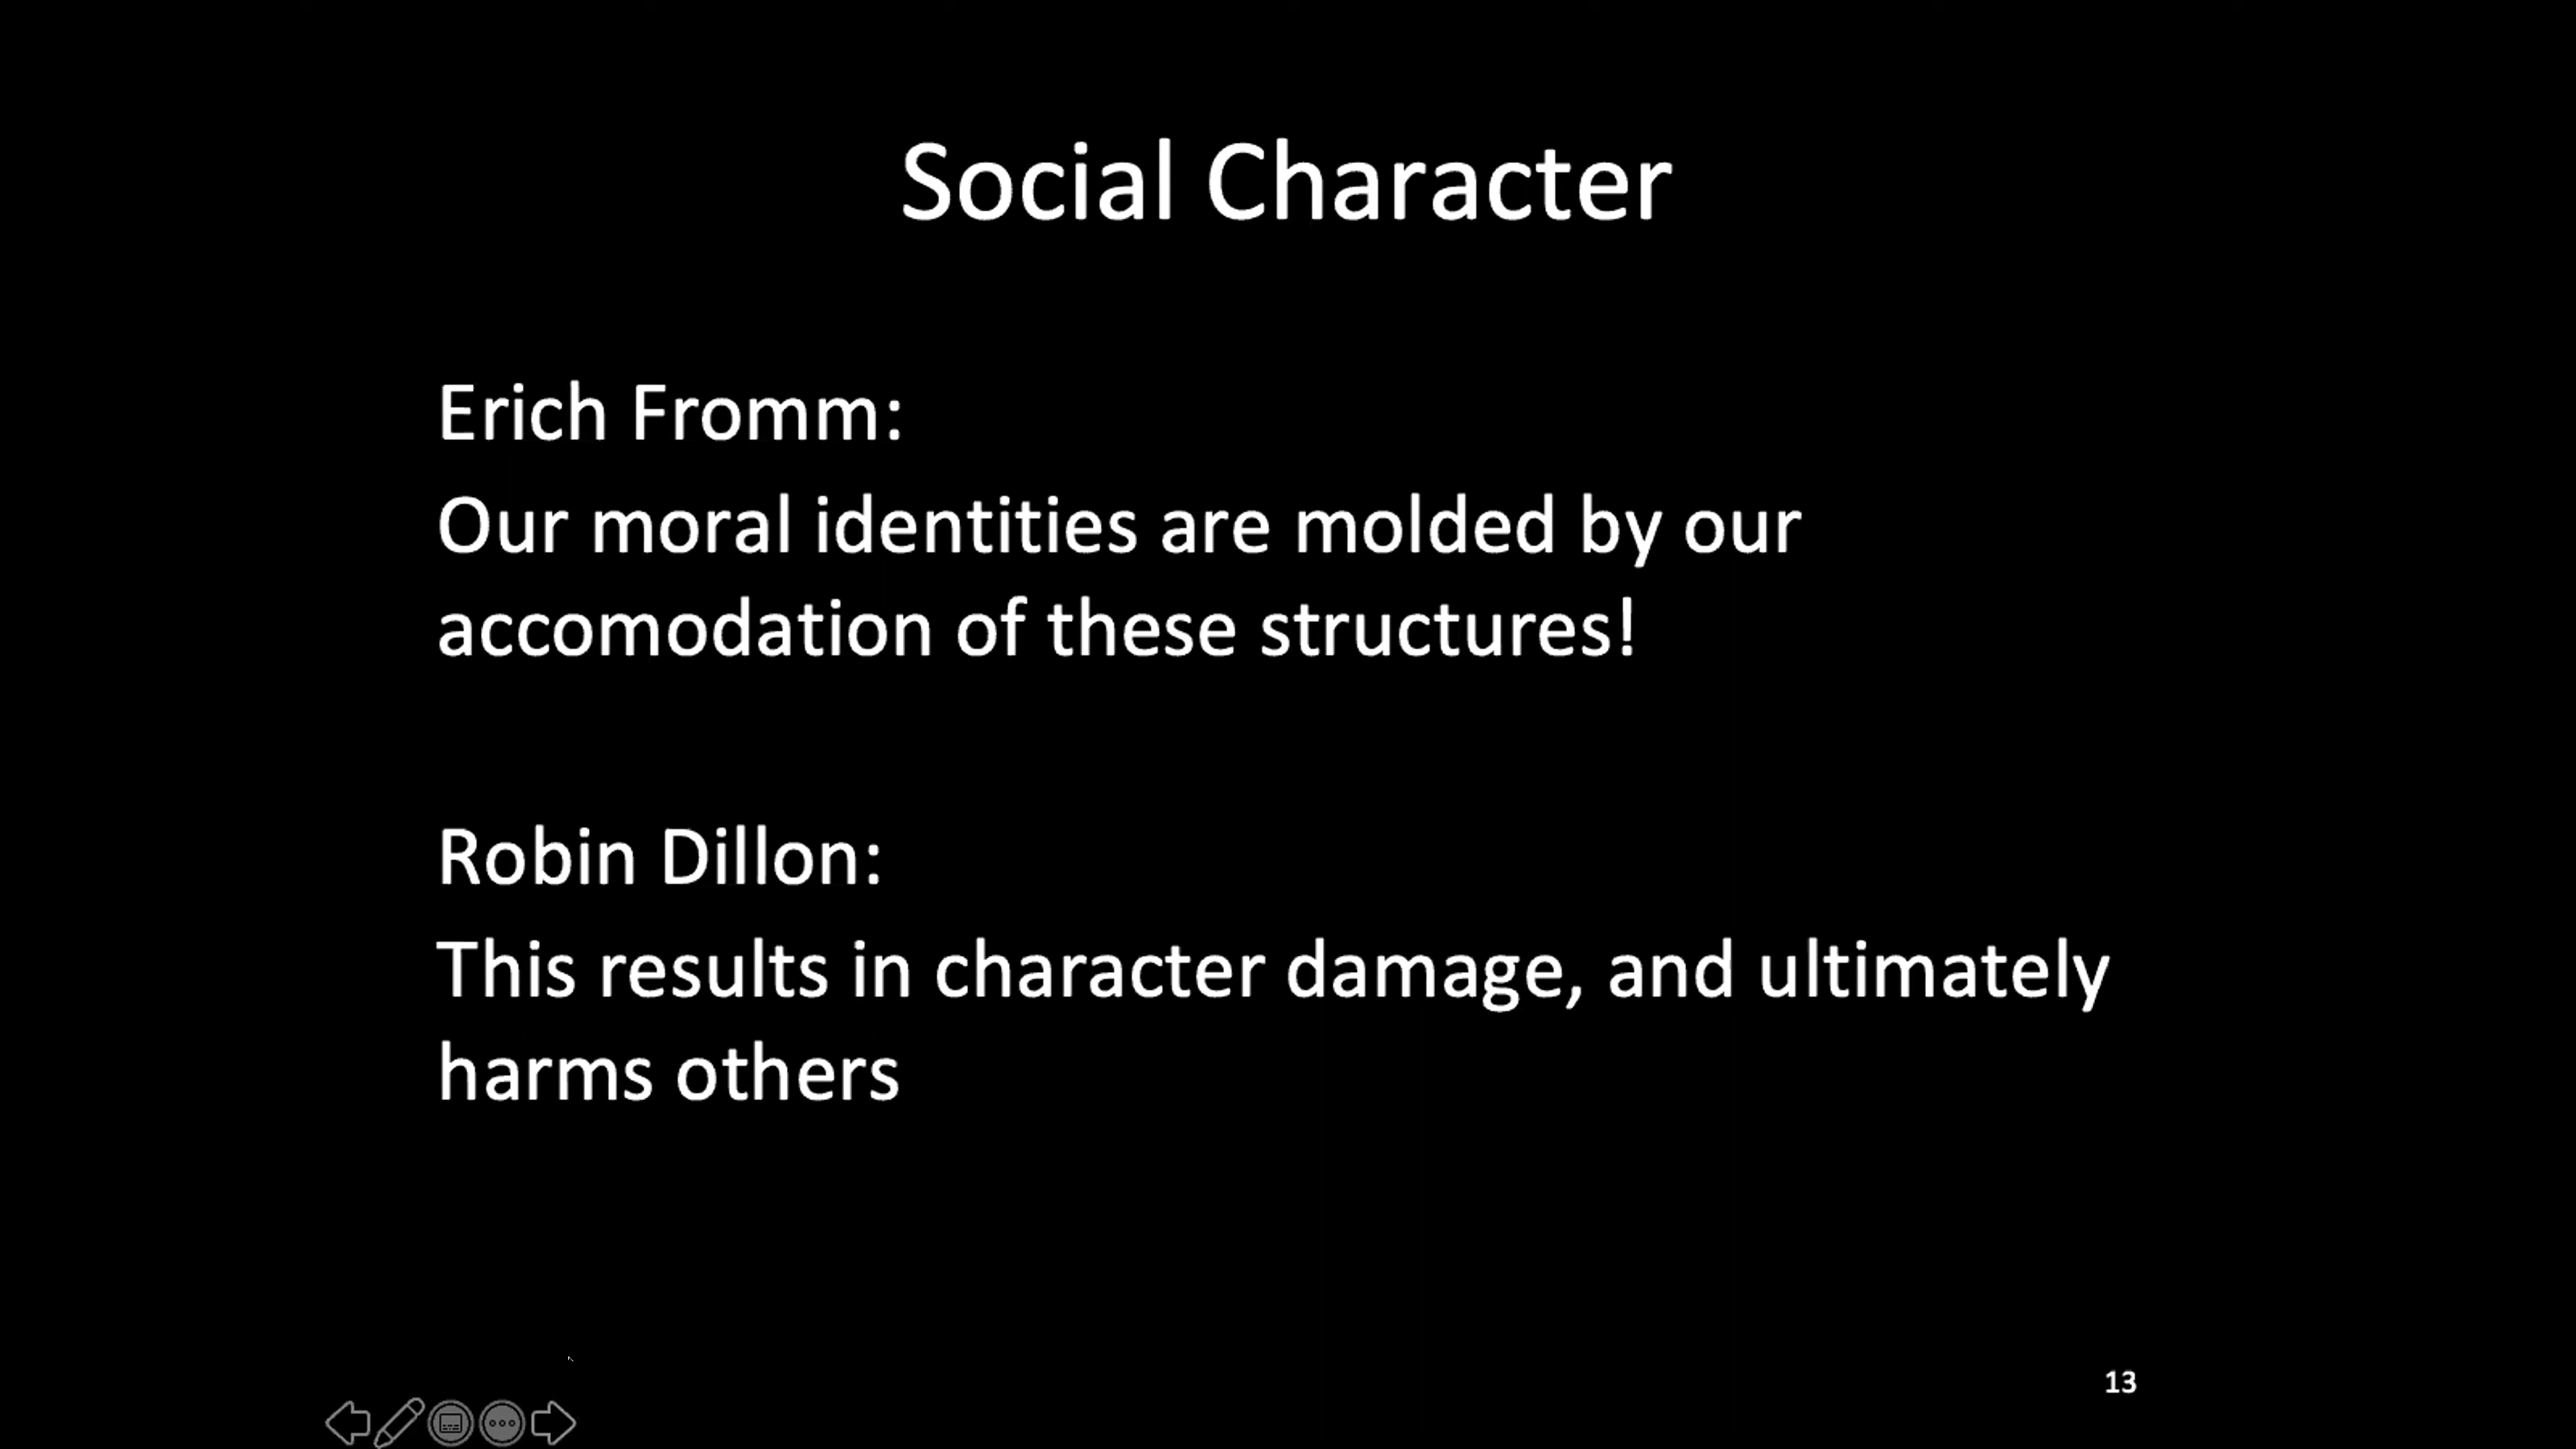 Social Character
Erich Fromm:
Our moral identities are molded by our
accomodation of these structures!
Robin Dillon:
This results in character damage, and ultimately
harms others
13